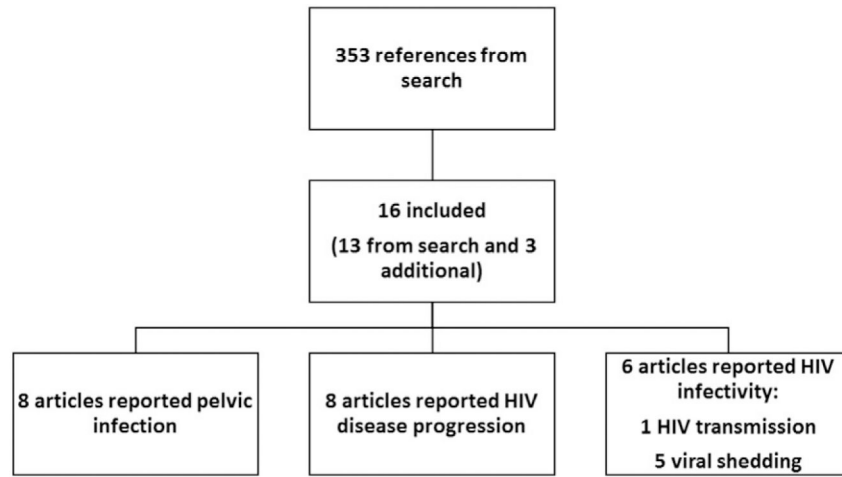 353 references from
search
16 included
(13 from search and 3
additional)
8 articles reported pelvic
infection
8 articles reported HIV
disease progression
6 articles reported HIV
infectivity:
1 HIV transmission
5 viral shedding